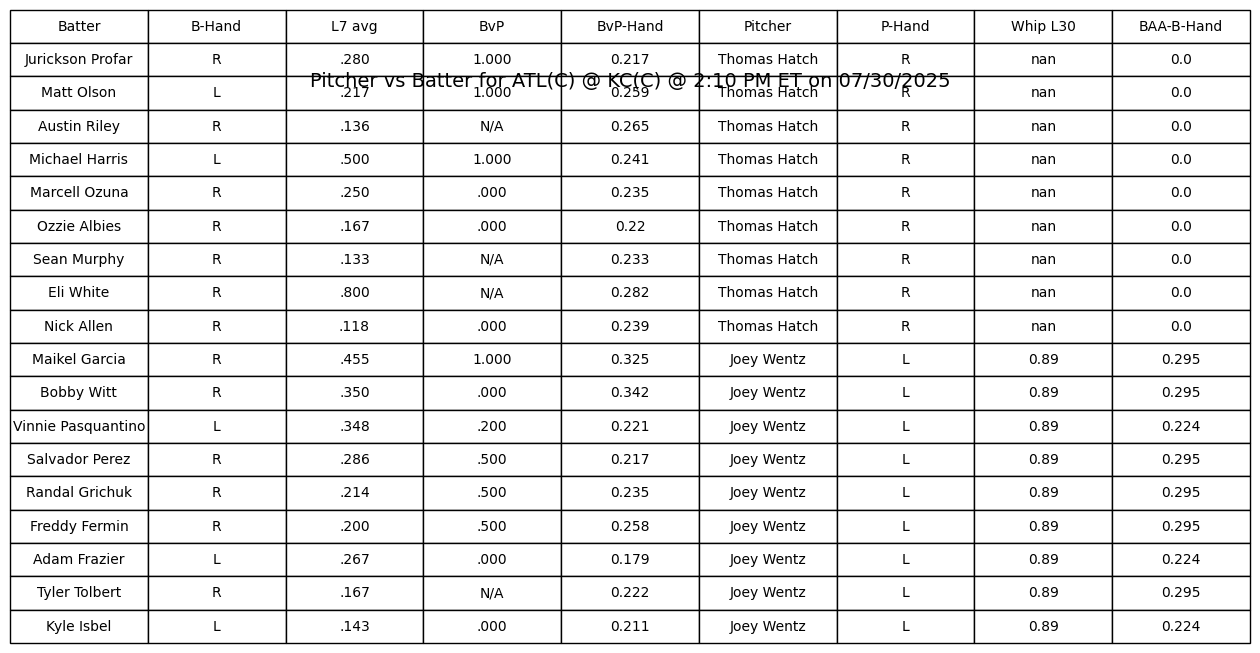 Batter B-Hand L7 avg BvP BvP-Hand Pitcher P-Hand Whip L30 BAA-B-Hand
Jurickson Profar R .280 1.000 0.217 Thomas Hatch R nan 0.0
Pitcher vs Batter for ATL(C) @ KC(C) @ 2:10 PM ET on 07/30/2025
Matt Olson L .217 1.000 0.259 Thomas Hatch R nan 0.0
Austin Riley R .136 N/A 0.265 Thomas Hatch R nan 0.0
Michael Harris L .500 1.000 0.241 Thomas Hatch R nan 0.0
Marcell Ozuna R .250 .000 0.235 Thomas Hatch R nan 0.0
Ozzie Albies R .167 .000 0.22 Thomas Hatch R nan 0.0
Sean Murphy R .133 N/A 0.233 Thomas Hatch R nan 0.0
Eli White R .800 N/A 0.282 Thomas Hatch R nan 0.0
Nick Allen R .118 .000 0.239 Thomas Hatch R nan 0.0
Maikel Garcia R .455 1.000 0.325 Joey Wentz L 0.89 0.295
Bobby Witt R .350 .000 0.342 Joey Wentz L 0.89 0.295
Vinnie Pasquantino L .348 .200 0.221 Joey Wentz L 0.89 0.224
Salvador Perez R .286 .500 0.217 Joey Wentz L 0.89 0.295
Randal Grichuk R .214 .500 0.235 Joey Wentz L 0.89 0.295
Freddy Fermin R .200 .500 0.258 Joey Wentz L 0.89 0.295
Adam Frazier L .267 .000 0.179 Joey Wentz L 0.89 0.224
Tyler Tolbert R .167 N/A 0.222 Joey Wentz L 0.89 0.295
Kyle Isbel L .143 .000 0.211 Joey Wentz L 0.89 0.224